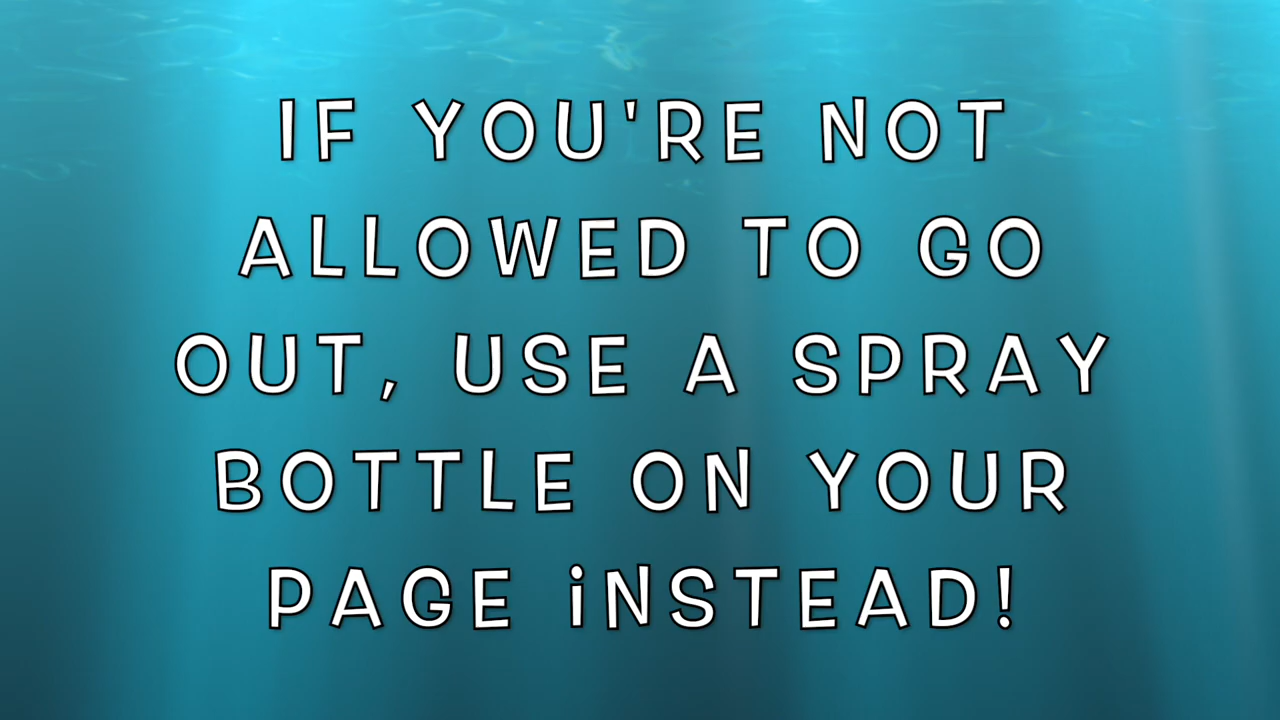 IF YOU'RE NOT
ALLOWED TO GO
OUT, USE A SPRAY
BOTTLE ON YOUR
PAGE iNSTEAD!